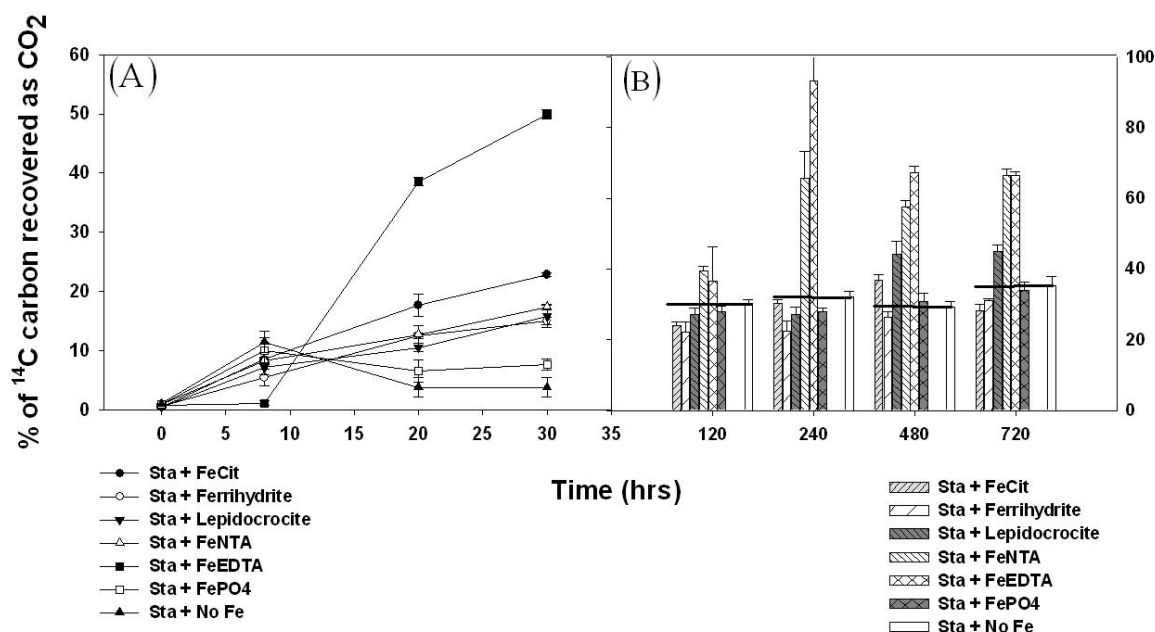 % of 14C carbon recovered as CO2
(A)
60
50
40
30
20
10
0
0 5 10 15 20 25 30 35
(B)
100
80
60
40
20
0
120 240 480 720
Time (hrs)
Sta + FeCit
Sta + Ferrihydrite
Sta + Lepidocrocite
Sta + FeNTA
Sta + FeEDTA
Sta + FePO4
Sta + No Fe
Sta + FeCit
Sta + Ferrihydrite
Sta + Lepidocrocite
Sta + FeNTA
Sta + FeEDTA
Sta + FePO4
Sta + No Fe